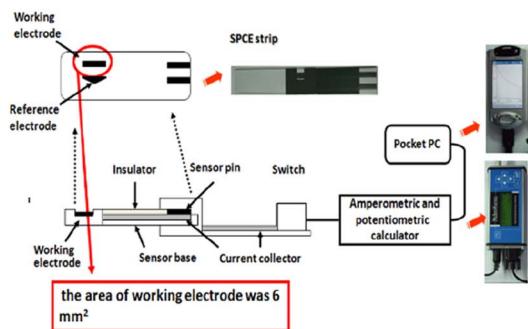 Working
electrode
SPCE strip
Reference
electrode
Pocket PC
Insulator
Sensor pin
Switch
Amperometric and
potentiometric
calculator
Working
electrode
Sensor base
Current collector
the area of working electrode was 6
mm²